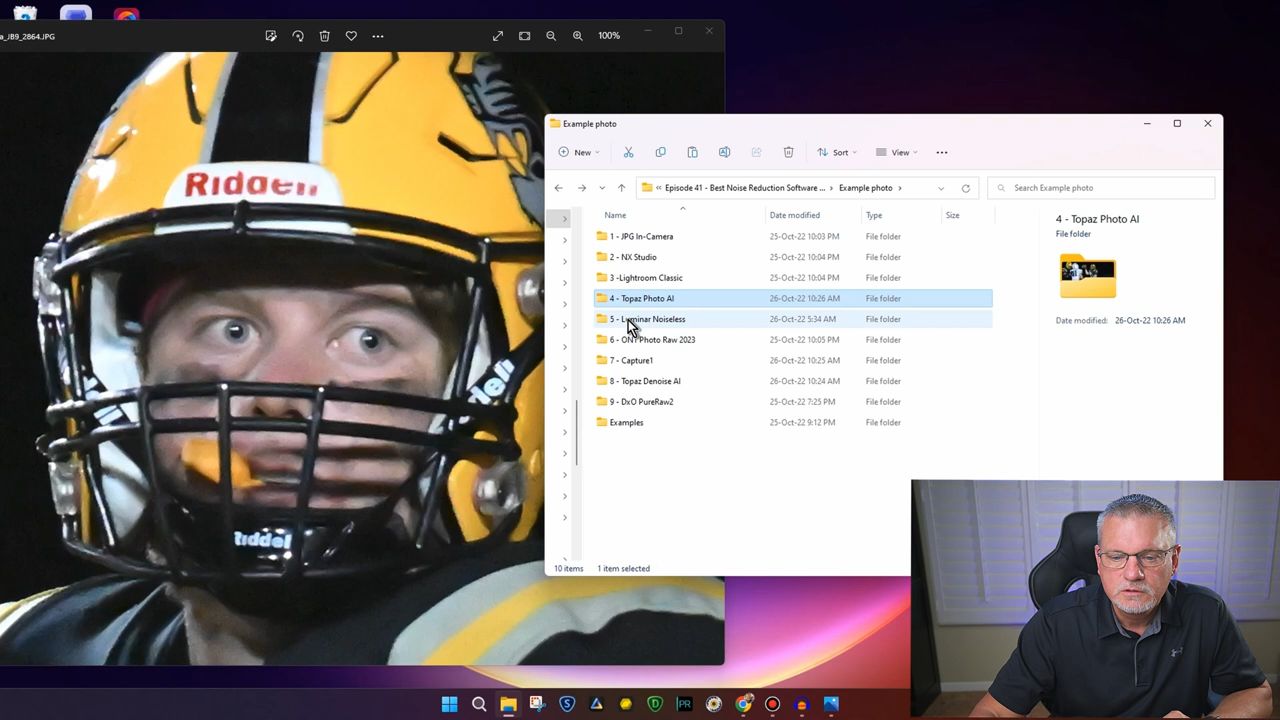 a_JB9_2864.JPG
100%
Riddell
Riddell
Riddell
Example photo
New
Sort
View
Episode 41 - Best Noise Reduction Software ... › Example photo ›
Search Example photo
Name Date modified Type Size
1 - JPG In-Camera 25-Oct-22 10:03 PM File folder
2 - NX Studio 25-Oct-22 10:04 PM File folder
3 -Lightroom Classic 25-Oct-22 10:04 PM File folder
4 - Topaz Photo AI 26-Oct-22 10:26 AM File folder
5 - Luminar Noiseless 26-Oct-22 5:34 AM File folder
6 - ON1 Photo Raw 2023 25-Oct-22 10:05 PM File folder
7 - Capture1 26-Oct-22 10:25 AM File folder
8 - Topaz Denoise AI 26-Oct-22 10:24 AM File folder
9 - DxO PureRaw2 25-Oct-22 7:25 PM File folder
Examples 25-Oct-22 9:12 PM File folder
4 - Topaz Photo AI
File folder
Date modified: 26-Oct-22 10:26 AM
10 items 1 item selected
PR